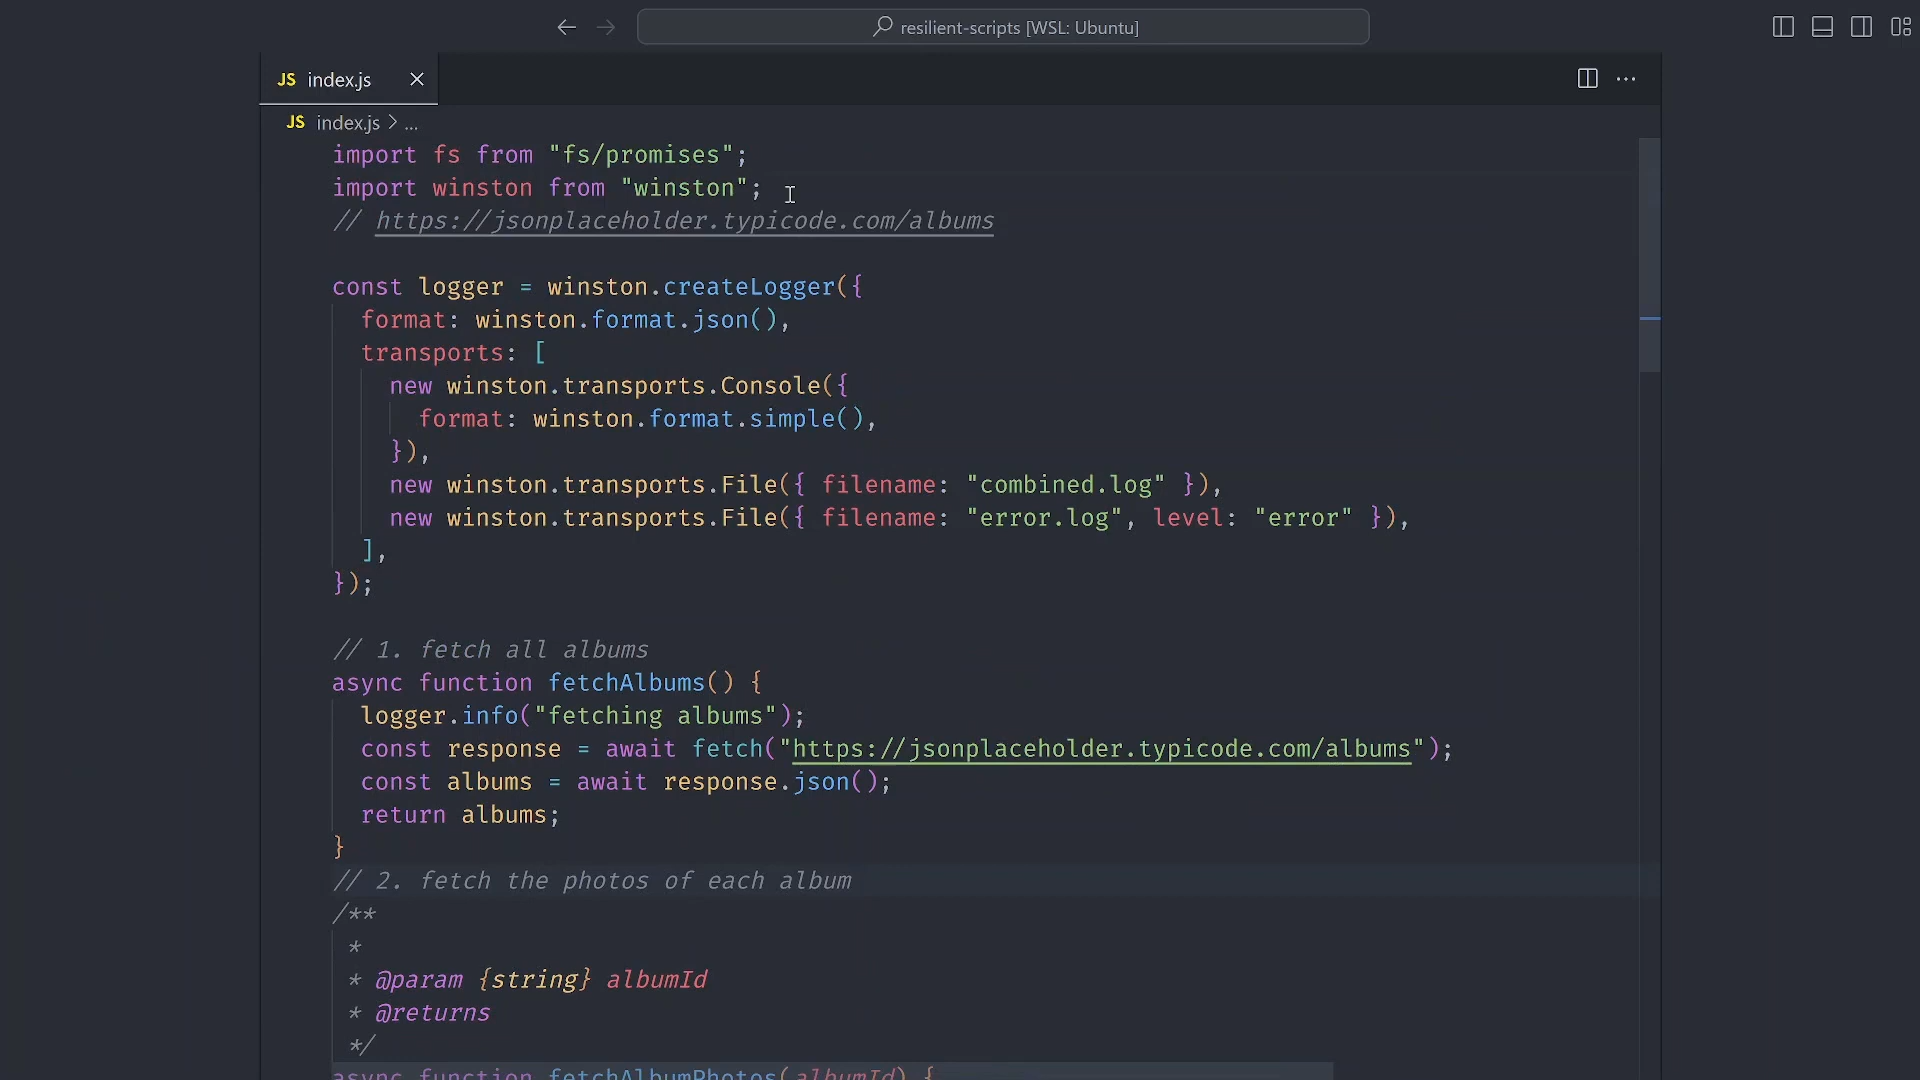 resilient-scripts [WSL: Ubuntu]
JS index.js
JS index.js > ...
import fs from "fs/promises";
import winston from "winston";
// https://jsonplaceholder.typicode.com/albums
const logger = winston.createLogger({
  format: winston.format.json(),
  transports: [
    new winston.transports.Console({
      format: winston.format.simple(),
    }),
    new winston.transports.File({ filename: "combined.log" }),
    new winston.transports.File({ filename: "error.log", level: "error" }),
  ],
});
// 1. fetch all albums
async function fetchAlbums() {
  logger.info("fetching albums");
  const response = await fetch("https://jsonplaceholder.typicode.com/albums");
  const albums = await response.json();
  return albums;
}
// 2. fetch the photos of each album
/**
 *
 * @param {string} albumId
 * @returns
 */
async function fetchAlbumPhotos(albumId) {